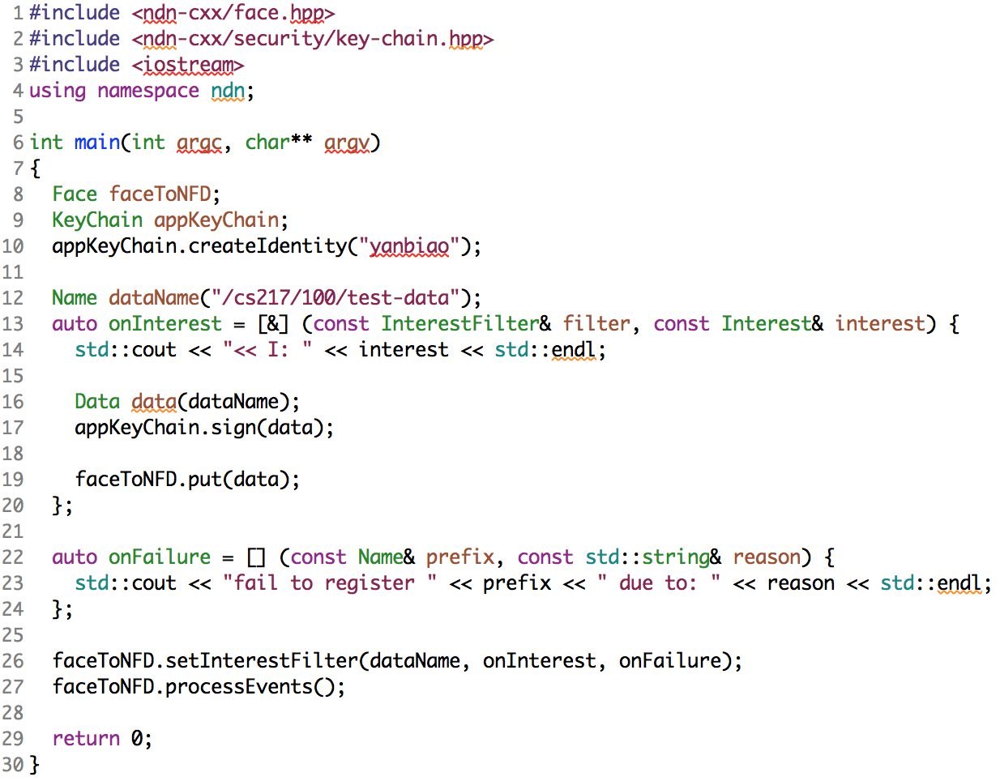 1 #include <ndn-cxx/face.hpp>
2 #include <ndn-cxx/security/key-chain.hpp>
3 #include <iostream>
4 using namespace ndn;
5
6 int main(int argc, char** argv)
7 {
8   Face faceToNFD;
9   KeyChain appKeyChain;
10   appKeyChain.createIdentity("yanbiao");
11
12   Name dataName("/cs217/100/test-data");
13   auto onInterest = [&] (const InterestFilter& filter, const Interest& interest) {
14     std::cout << "<< I: " << interest << std::endl;
15
16     Data data(dataName);
17     appKeyChain.sign(data);
18
19     faceToNFD.put(data);
20   };
21
22   auto onFailure = [] (const Name& prefix, const std::string& reason) {
23     std::cout << "fail to register " << prefix << " due to: " << reason << std::endl;
24   };
25
26   faceToNFD.setInterestFilter(dataName, onInterest, onFailure);
27   faceToNFD.processEvents();
28
29   return 0;
30 }